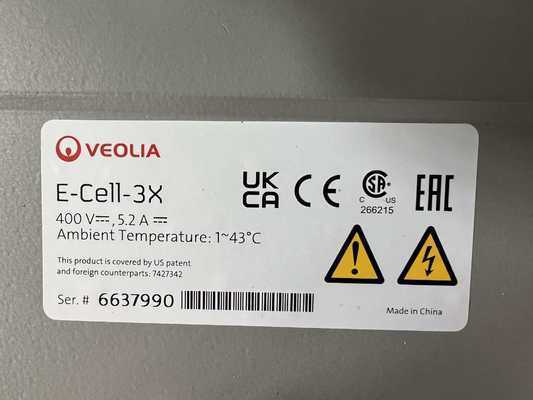 VEOLIA
E-Cell-3X
400 V⎓, 5.2 A ⎓
Ambient Temperature: 1~43°C
This product is covered by US patent
and foreign counterparts: 7427342
Ser. # 6637990
UK
CA
CE
SA
C US
266215
EAC
Made in China